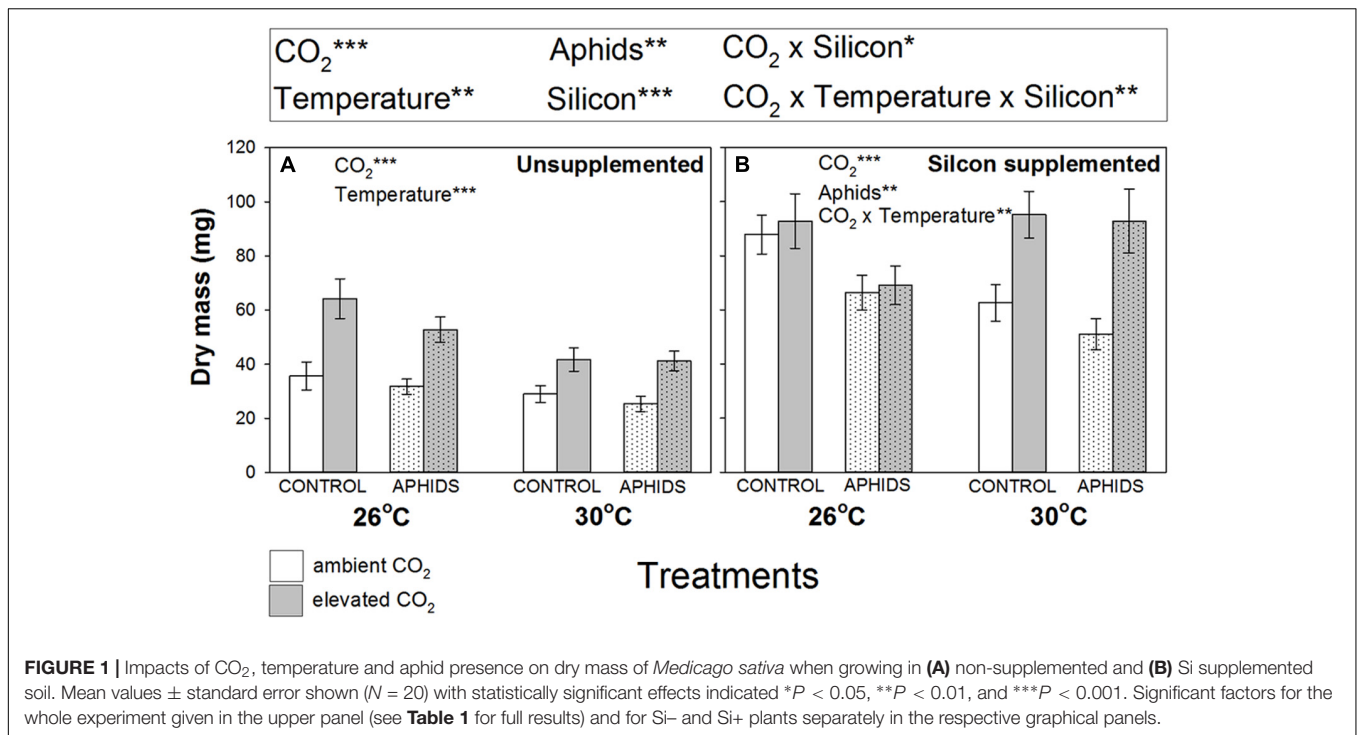 CO2*** Aphids** CO2 x Silicon*
Temperature** Silicon*** CO2 x Temperature x Silicon**
120
100
80
60
40
20
0
Dry mass (mg)
A
CO2***
Temperature***
Unsupplemented
B
CO2***
Aphids**
CO2 x Temperature**
Silcon supplemented
CONTROL APHIDS CONTROL APHIDS CONTROL APHIDS CONTROL APHIDS
26°C 30°C 26°C 30°C
Treatments
ambient CO2
elevated CO2
FIGURE 1 | Impacts of CO2, temperature and aphid presence on dry mass of Medicago sativa when growing in (A) non-supplemented and (B) Si supplemented
soil. Mean values ± standard error shown (N = 20) with statistically significant effects indicated *P < 0.05, **P < 0.01, and ***P < 0.001. Significant factors for the
whole experiment given in the upper panel (see Table 1 for full results) and for Si– and Si+ plants separately in the respective graphical panels.